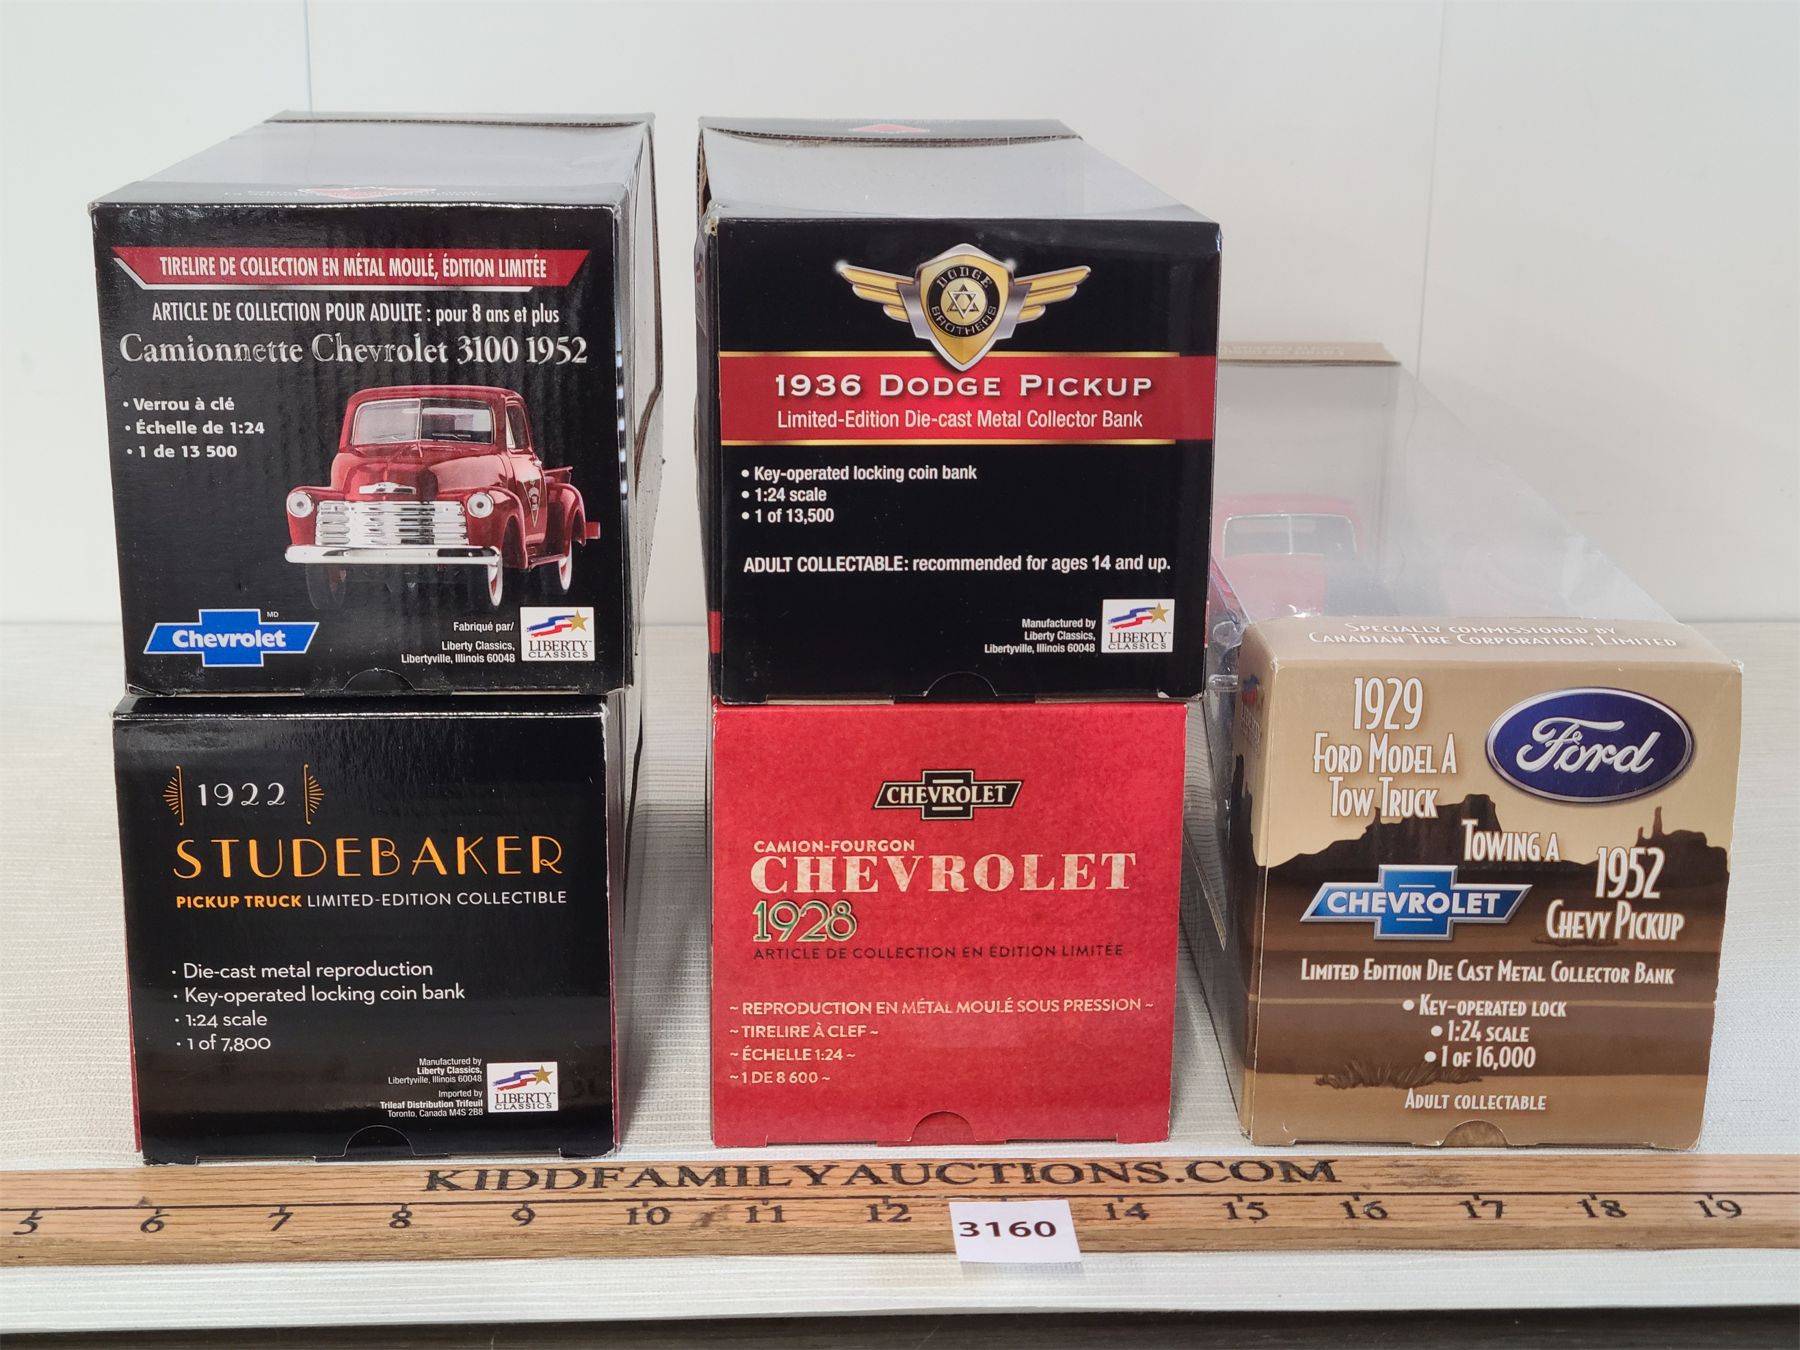 TIRELIRE DE COLLECTION EN MÉTAL MOULÉ, ÉDITION LIMITÉE
ARTICLE DE COLLECTION POUR ADULTE : pour 8 ans et plus
Camionnette Chevrolet 3100 1952
• Verrou à clé
• Échelle de 1:24
• 1 de 13 500
Chevrolet
MD
Fabriqué par/
Liberty Classics,
Libertyville, Illinois 60048
LIBERTY
CLASSICS
DODGE
BROTHERS
1936 DODGE PICKUP
Limited-Edition Die-cast Metal Collector Bank
• Key-operated locking coin bank
• 1:24 scale
• 1 of 13,500
ADULT COLLECTABLE: recommended for ages 14 and up.
Manufactured by
Liberty Classics,
Libertyville, Illinois 60048
LIBERTY
CLASSICS
1922
STUDEBAKER
PICKUP TRUCK LIMITED-EDITION COLLECTIBLE
· Die-cast metal reproduction
· Key-operated locking coin bank
· 1:24 scale
· 1 of 7,800
Manufactured by
Liberty Classics,
Libertyville, Illinois 60048
Imported by
Trileaf Distribution Trifeuil
Toronto, Canada M4S 2B8
LIBERTY
CLASSICS
CHEVROLET
CAMION-FOURGON
CHEVROLET
1928
ARTICLE DE COLLECTION EN ÉDITION LIMITÉE
~ REPRODUCTION EN MÉTAL MOULÉ SOUS PRESSION ~
~ TIRELIRE À CLEF ~
~ ÉCHELLE 1:24 ~
~ 1 DE 8 600 ~
SPECIALLY COMMISSIONED BY
CANADIAN TIRE CORPORATION, LIMITED
1929
FORD MODEL A
TOW TRUCK
Ford
TOWING A
CHEVROLET
1952
CHEVY PICKUP
LIMITED EDITION DIE CAST METAL COLLECTOR BANK
• KEY-OPERATED LOCK
• 1:24 SCALE
• 1 OF 16,000
ADULT COLLECTABLE
KIDDFAMILYAUCTIONS.COM
5 6 7 8 9 10 11 12 14 15 16 17 18 19
3160